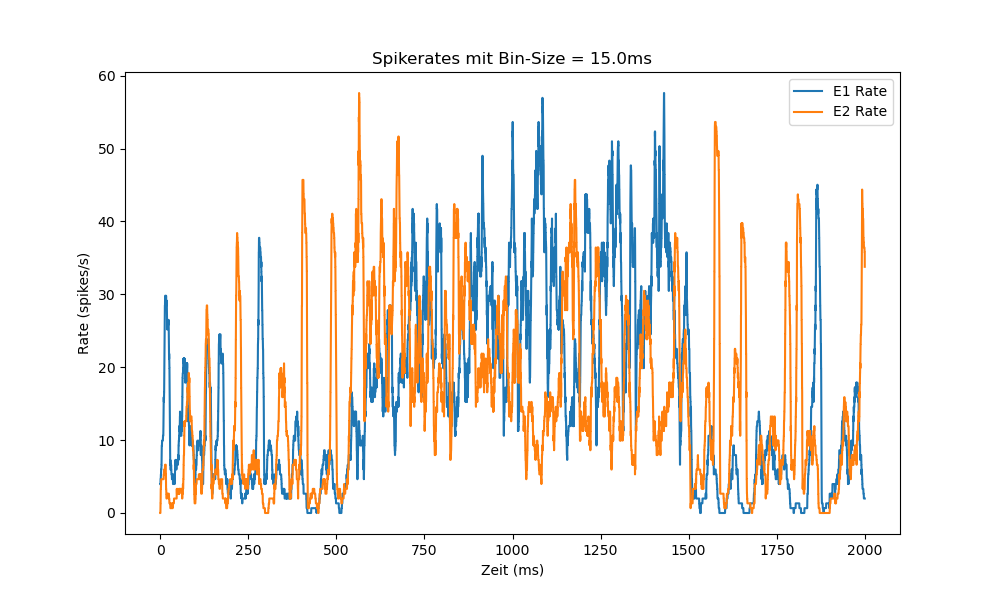 Spikerates mit Bin-Size = 15.0ms
E1 Rate
E2 Rate
60
50
40
30
20
10
0
Rate (spikes/s)
0 250 500 750 1000 1250 1500 1750 2000
Zeit (ms)